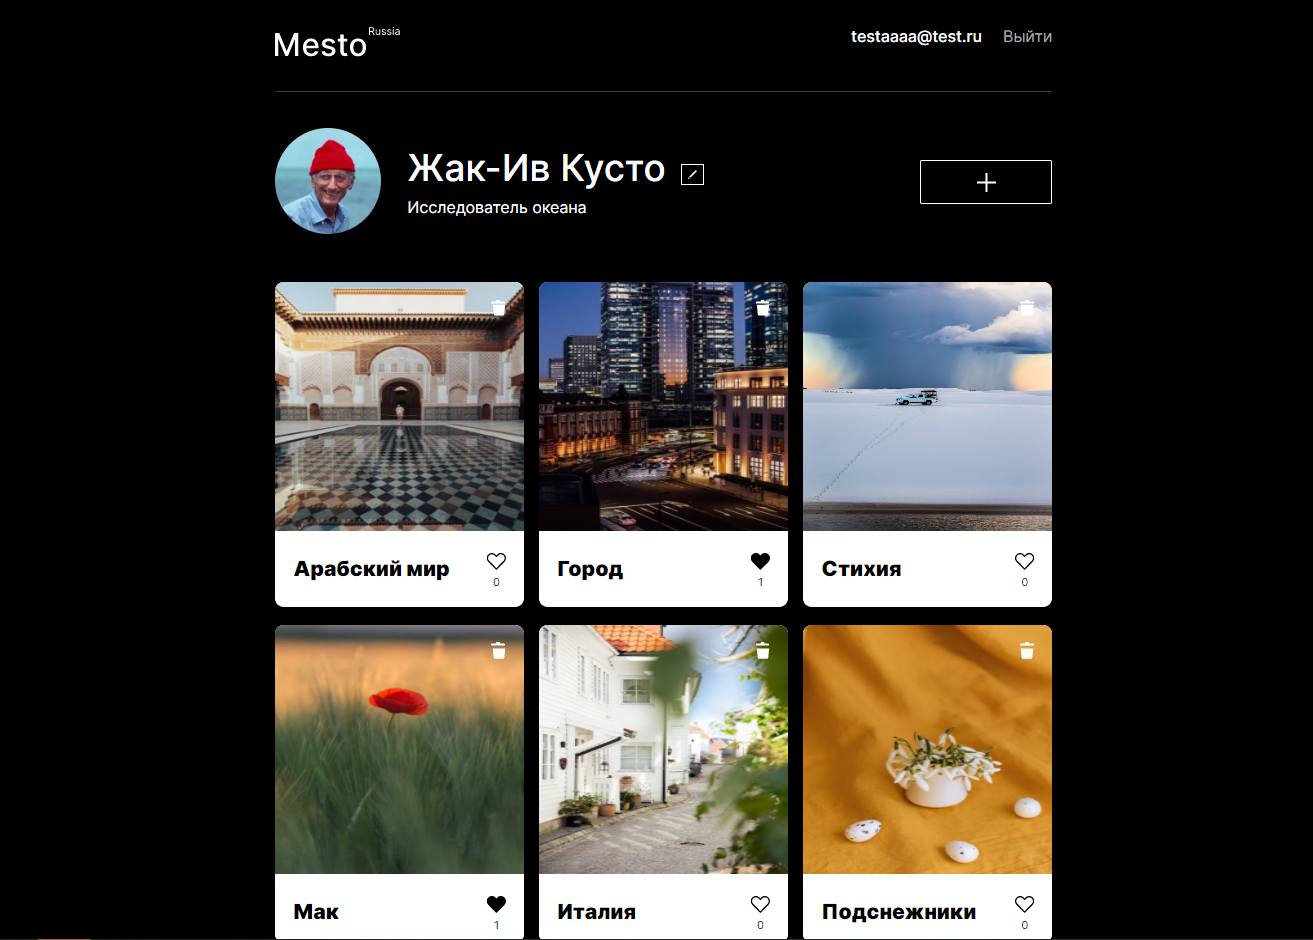 Mesto Russia
testaaaa@test.ru Выйти
Жак-Ив Кусто
Исследователь океана
Арабский мир
0
Город
1
Стихия
0
Мак
1
Италия
0
Подснежники
0